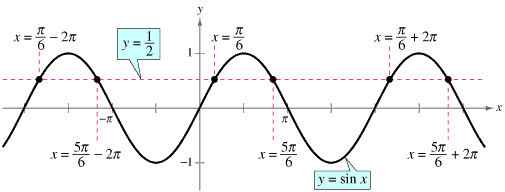 y
x = π/6 − 2π
y = 1/2
1
x = π/6
x = π/6 + 2π
−π
π
x
x = 5π/6 − 2π
−1
x = 5π/6
x = 5π/6 + 2π
y = sin x